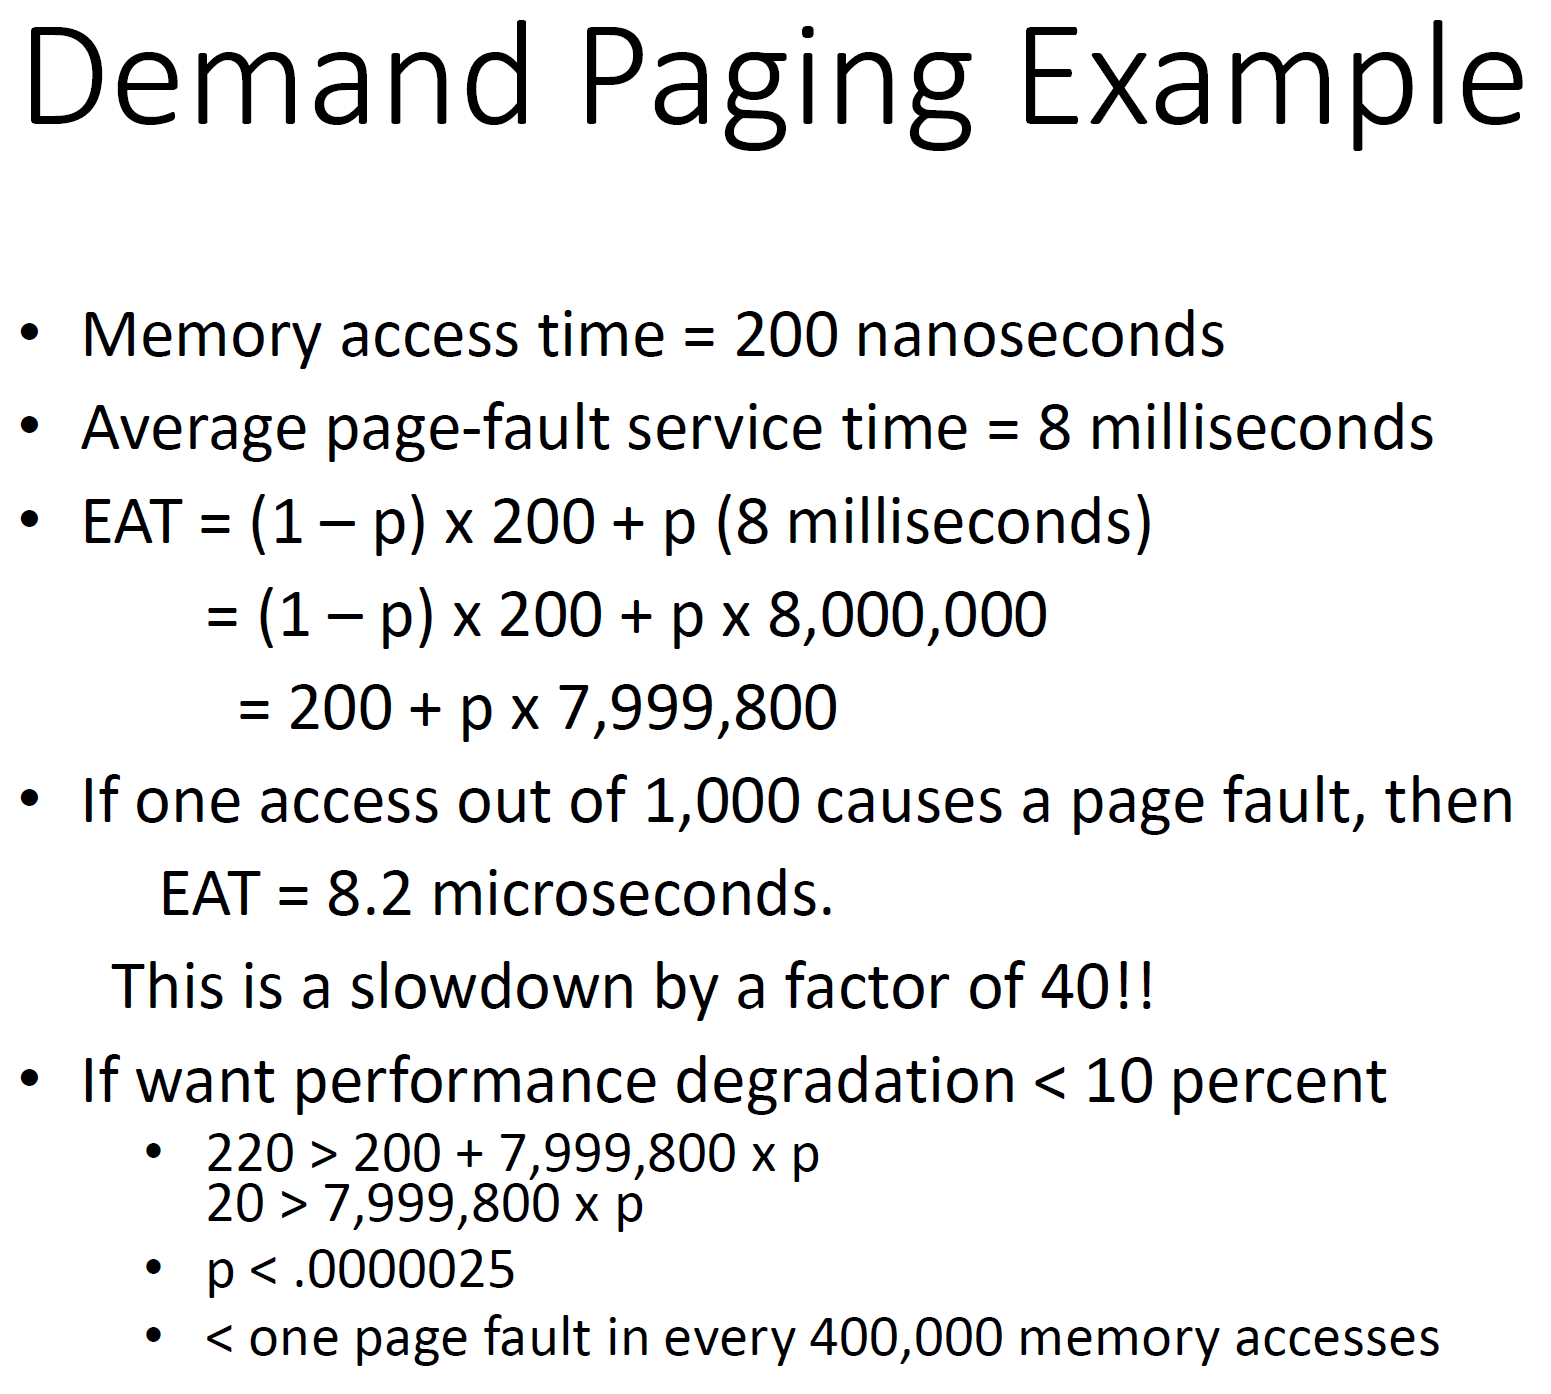 Demand Paging Example
• Memory access time = 200 nanoseconds
• Average page-fault service time = 8 milliseconds
• EAT = (1 – p) x 200 + p (8 milliseconds)
= (1 – p) x 200 + p x 8,000,000
= 200 + p x 7,999,800
• If one access out of 1,000 causes a page fault, then
EAT = 8.2 microseconds.
This is a slowdown by a factor of 40!!
• If want performance degradation < 10 percent
• 220 > 200 + 7,999,800 x p
20 > 7,999,800 x p
• p < .0000025
• < one page fault in every 400,000 memory accesses